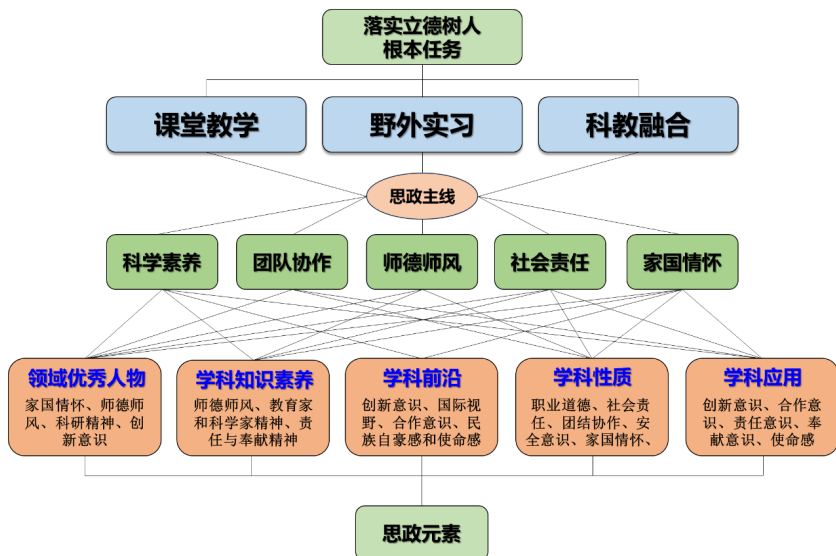 落实立德树人
根本任务
课堂教学
野外实习
科教融合
思政主线
科学素养
团队协作
师德师风
社会责任
家国情怀
领域优秀人物
家国情怀、师德师
风、科研精神、创
新意识
学科知识素养
师德师风、教育家
和科学家精神、责
任与奉献精神
学科前沿
创新意识、国际视
野、合作意识、民
族自豪感和使命感
学科性质
职业道德、社会责
任、团结协作、安
全意识、家国情怀、
学科应用
创新意识、合作意
识、责任意识、奉
献意识、使命感
思政元素